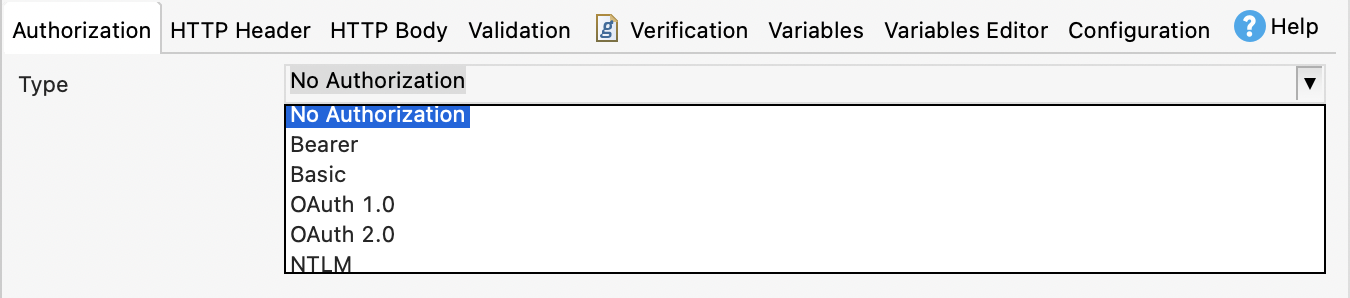 Authorization HTTP Header HTTP Body Validation Verification Variables Variables Editor Configuration ? Help
Type No Authorization ▼
No Authorization
Bearer
Basic
OAuth 1.0
OAuth 2.0
NTLM